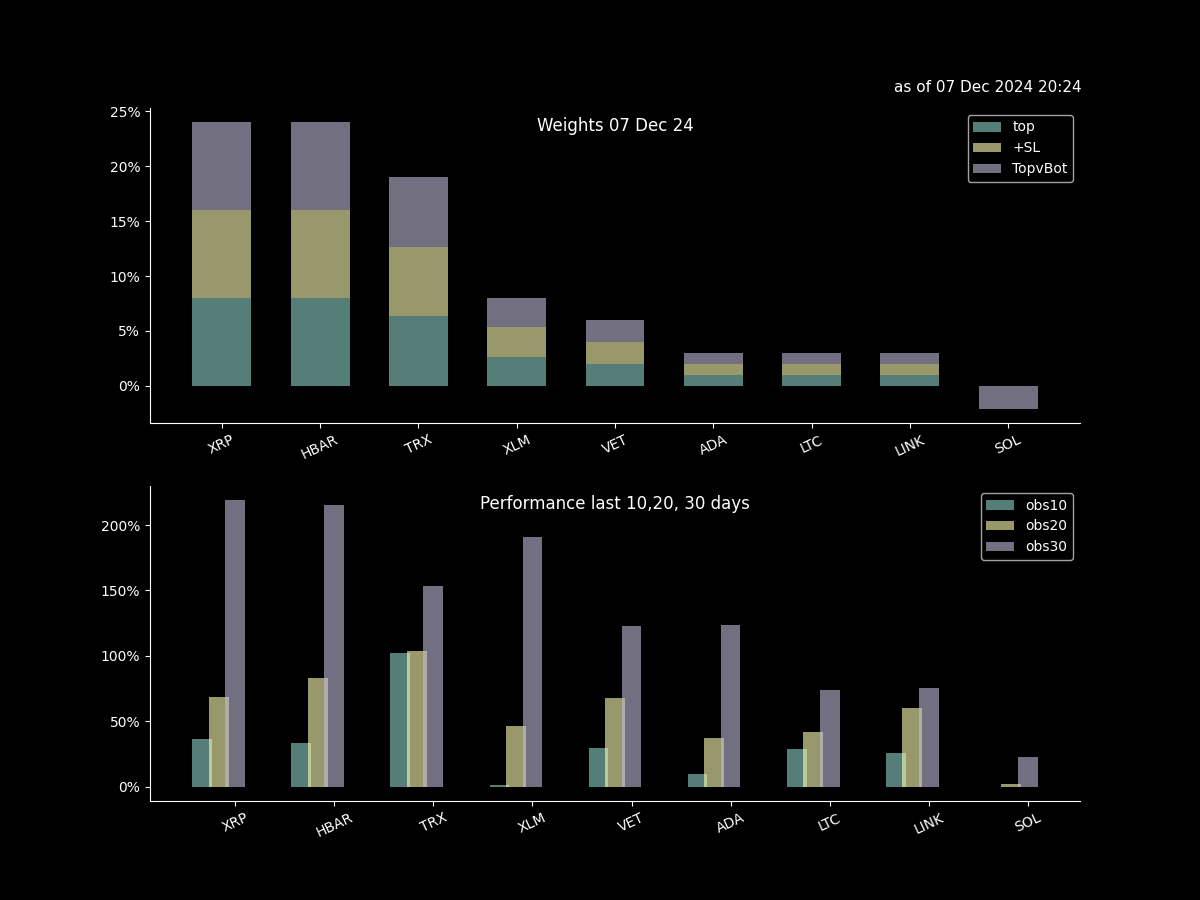 as of 07 Dec 2024 20:24
Weights 07 Dec 24
top
+SL
TopvBot
25%
20%
15%
10%
5%
0%
XRP HBAR TRX XLM VET ADA LTC LINK SOL
Performance last 10,20, 30 days
obs10
obs20
obs30
200%
150%
100%
50%
0%
XRP HBAR TRX XLM VET ADA LTC LINK SOL